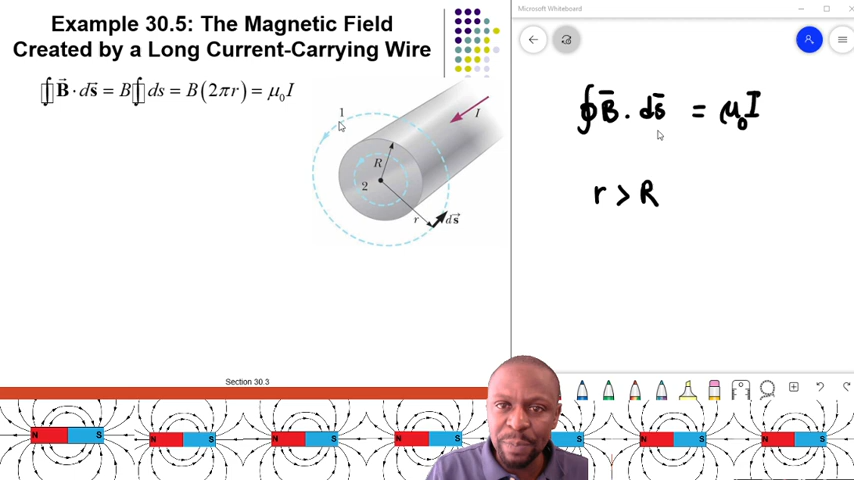 Example 30.5: The Magnetic Field
Created by a Long Current-Carrying Wire
∮ B⃗ · ds⃗ = B ∮ ds = B(2πr) = μ₀I
1
I
R
2
r
ds⃗
Section 30.3
Microsoft Whiteboard
∮ B̄ · ds̄ = μ₀I
r > R
N S
N S
N S
N S
S
N S
N S